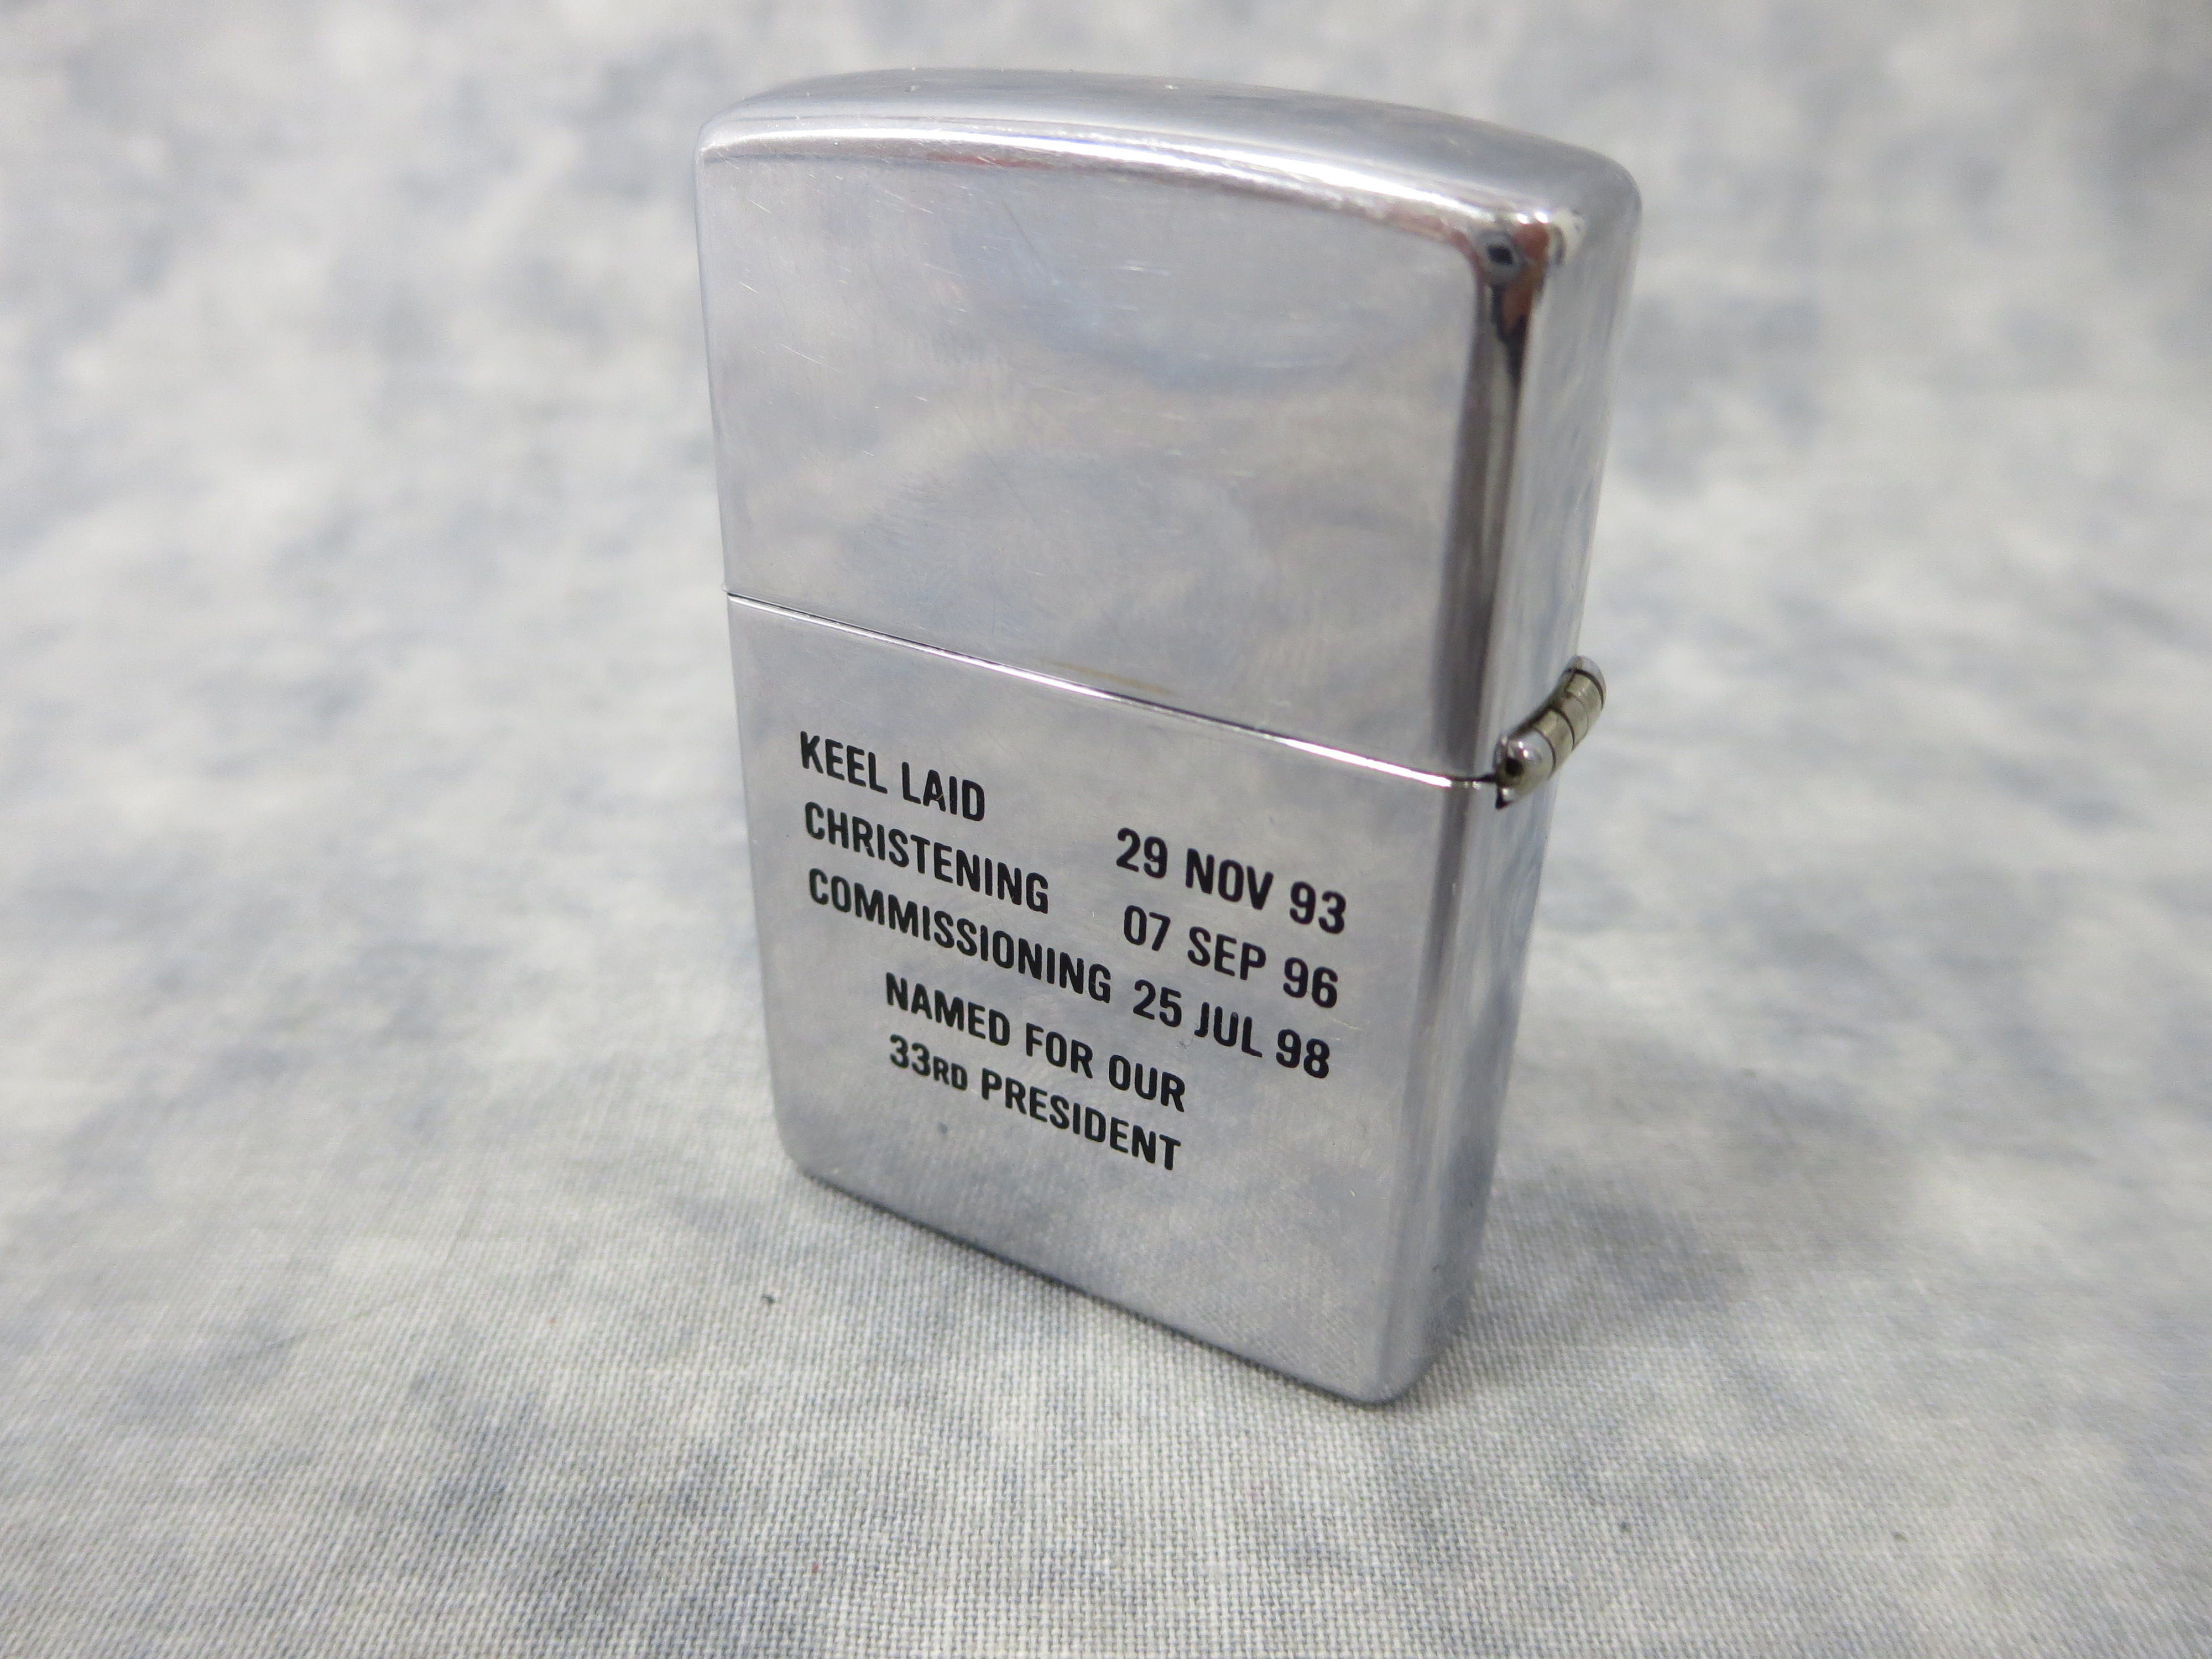 KEEL LAID 29 NOV 93
CHRISTENING 07 SEP 96
COMMISSIONING 25 JUL 98
NAMED FOR OUR
33RD PRESIDENT